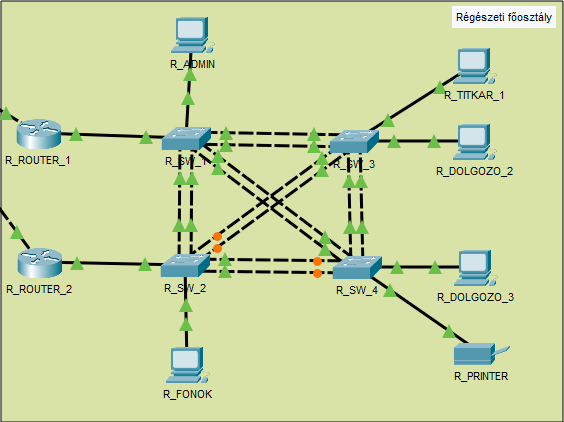 Régészeti főosztály
R_ADMIN
R_TITKAR_1
R_ROUTER_1
R_SW_1
R_SW_3
R_DOLGOZO_2
R_ROUTER_2
R_SW_2
R_SW_4
R_DOLGOZO_3
R_FONOK
R_PRINTER